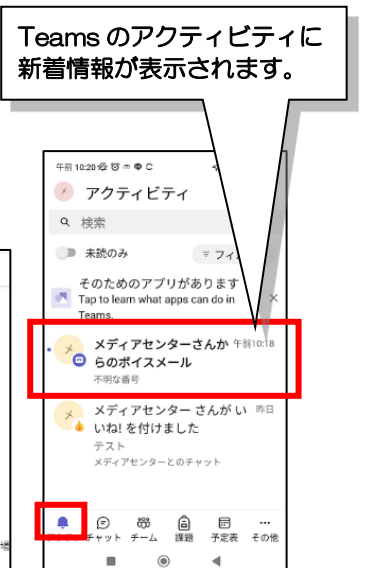 Teams のアクティビティに
新着情報が表示されます。
午前 10:20
アクティビティ
検索
未読のみ
フィ
そのためのアプリがあります
Tap to learn what apps can do in
Teams.
メディアセンターさんか 午前10:18
らのボイスメール
不明な番号
メディアセンター さんがい 昨日
いね! を付けました
テスト
メディアセンターとのチャット
チャット チーム 課題 予定表 その他